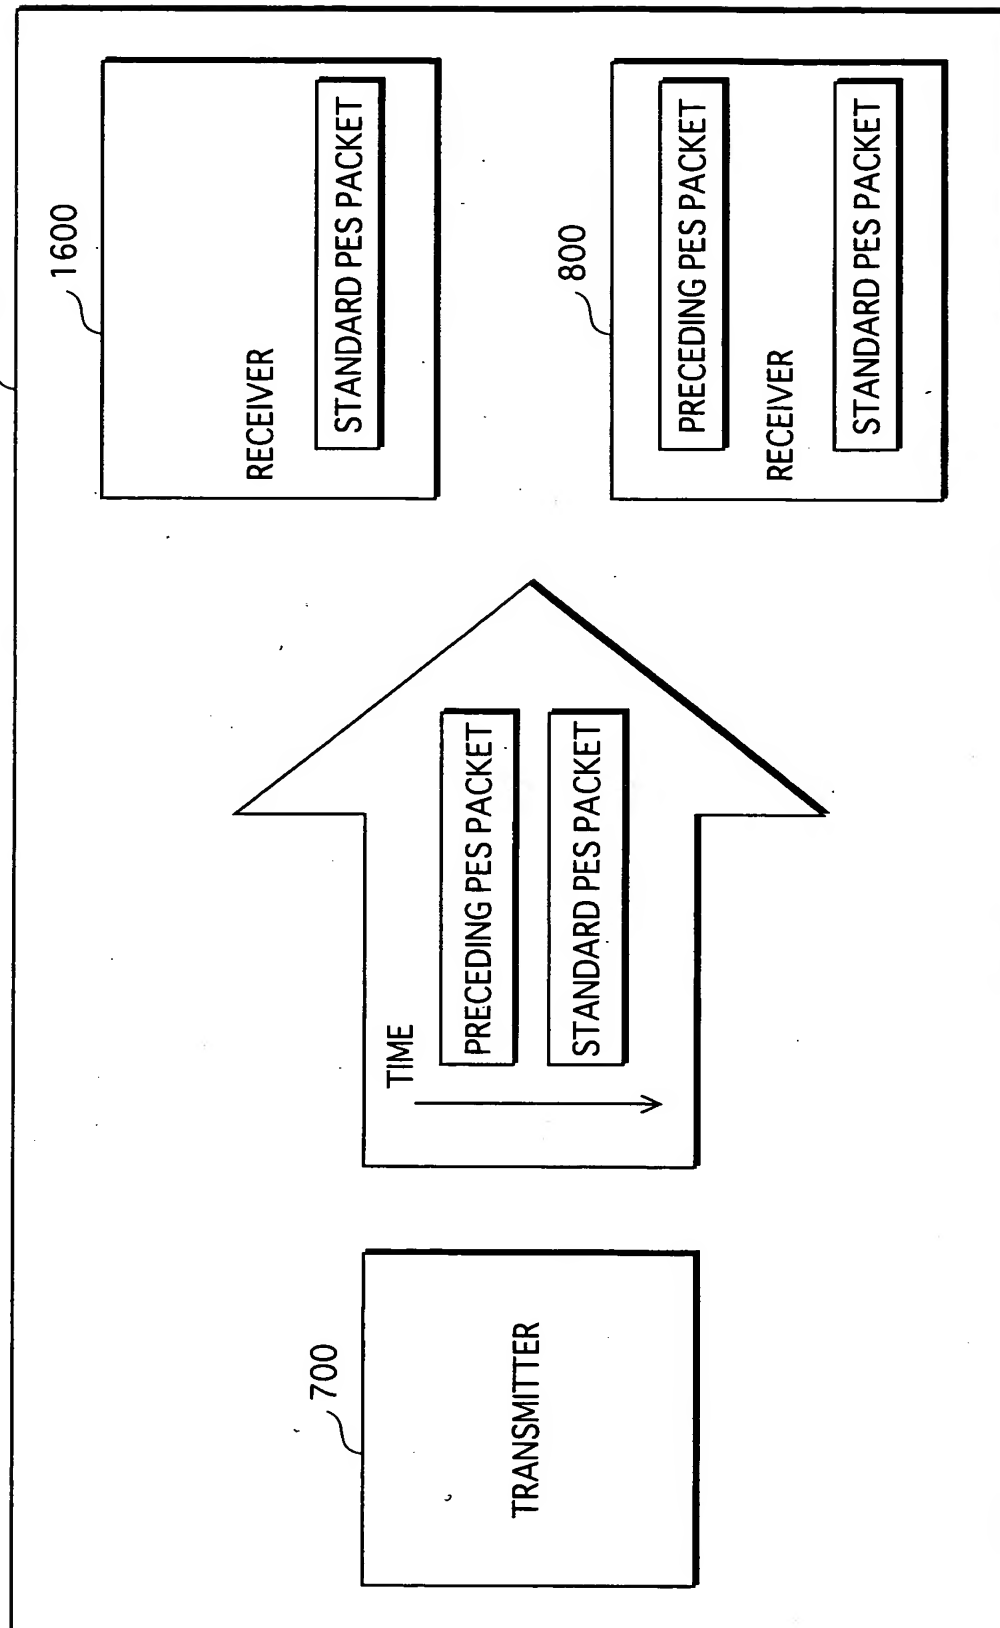 1600
RECEIVER
STANDARD PES PACKET
800
PRECEDING PES PACKET
RECEIVER
STANDARD PES PACKET
TIME
PRECEDING PES PACKET
STANDARD PES PACKET
700
TRANSMITTER